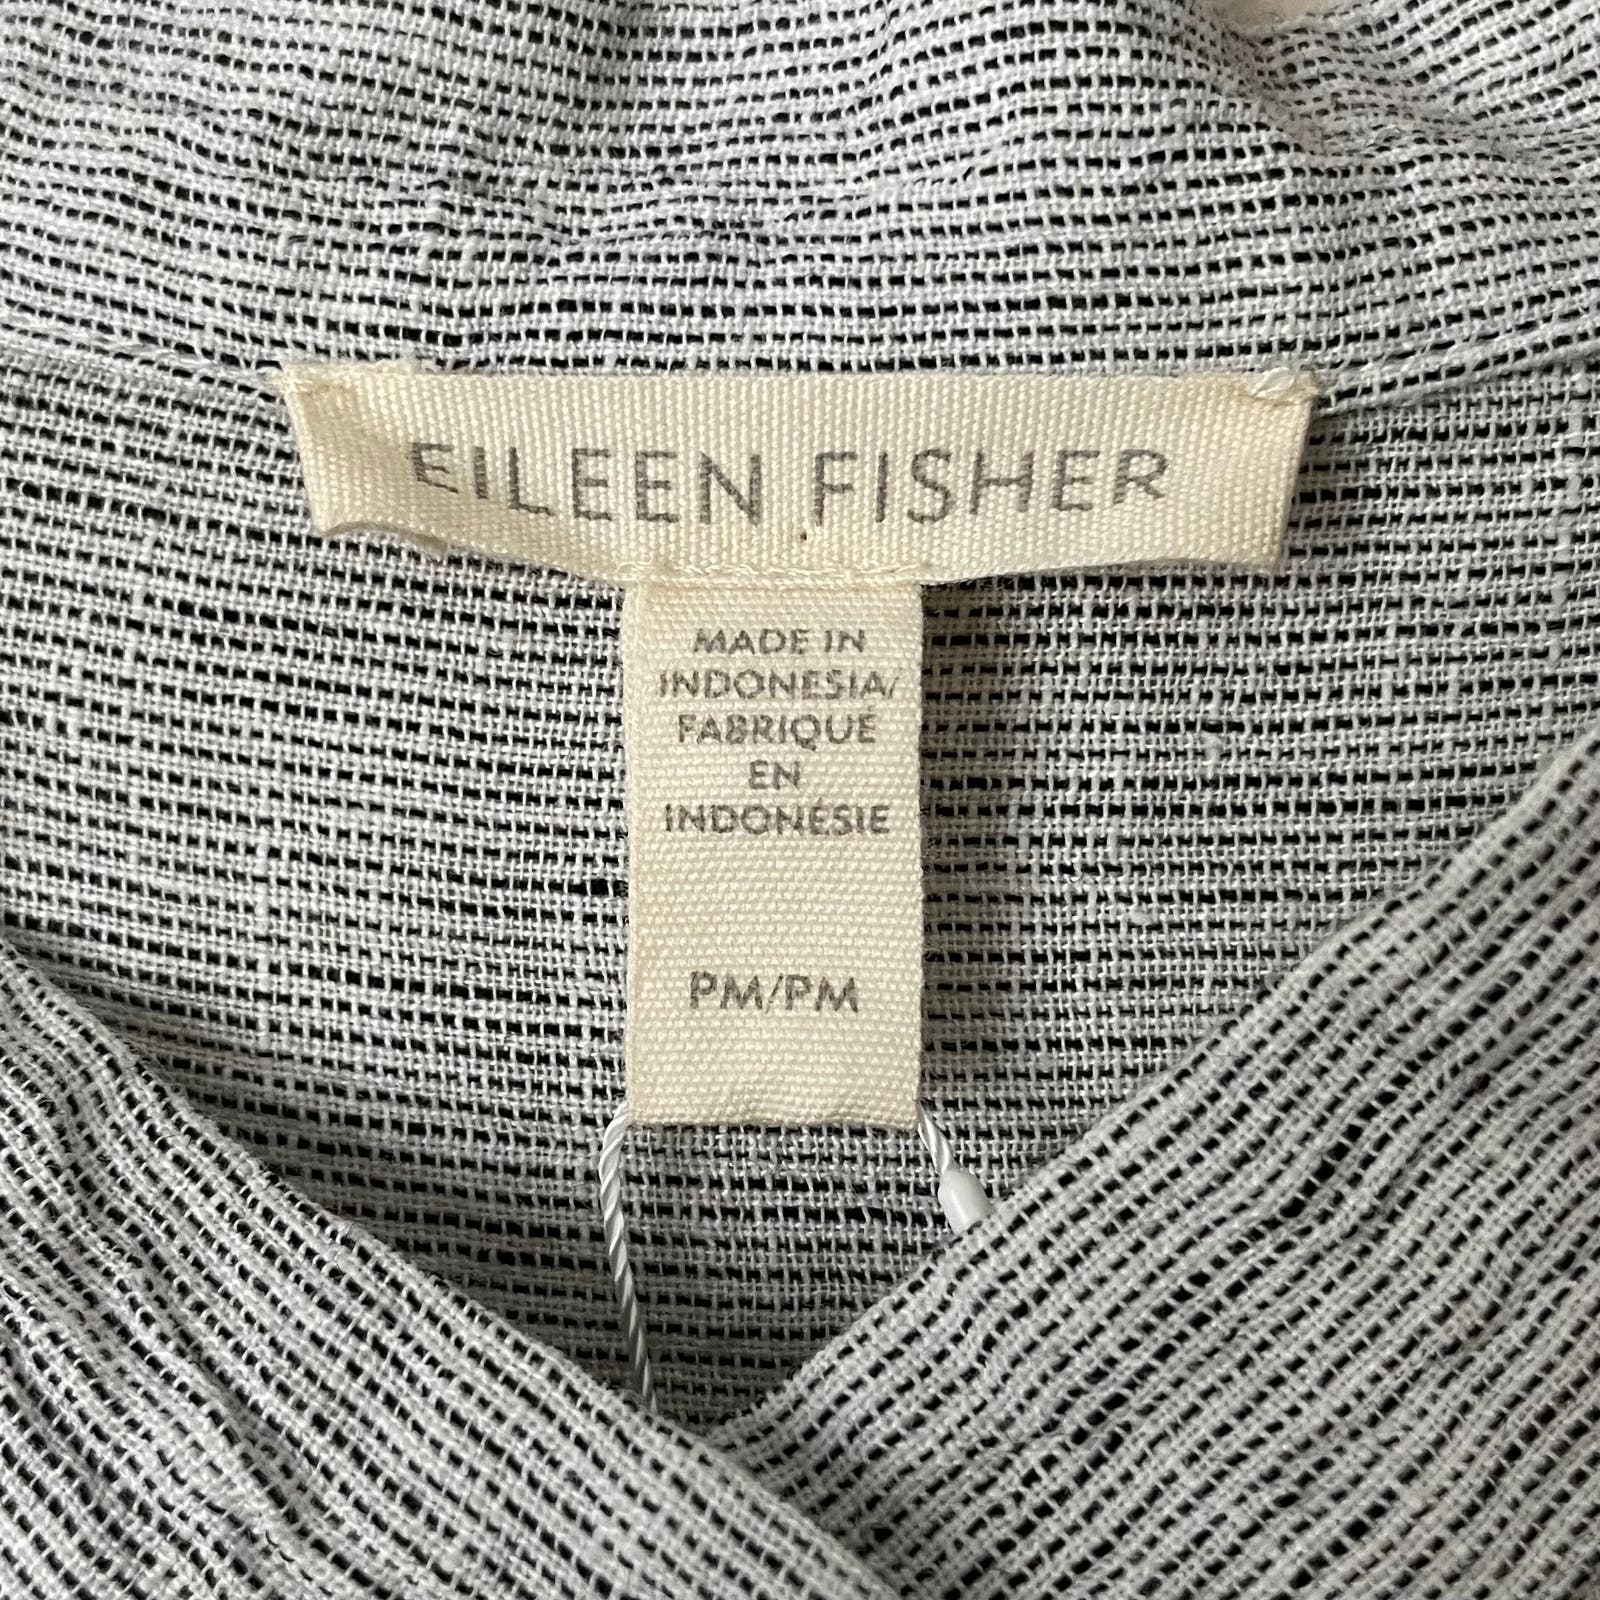 EILEEN FISHER
MADE IN
INDONESIA/
FABRIQUÉ
EN
INDONÉSIE
PM/PM